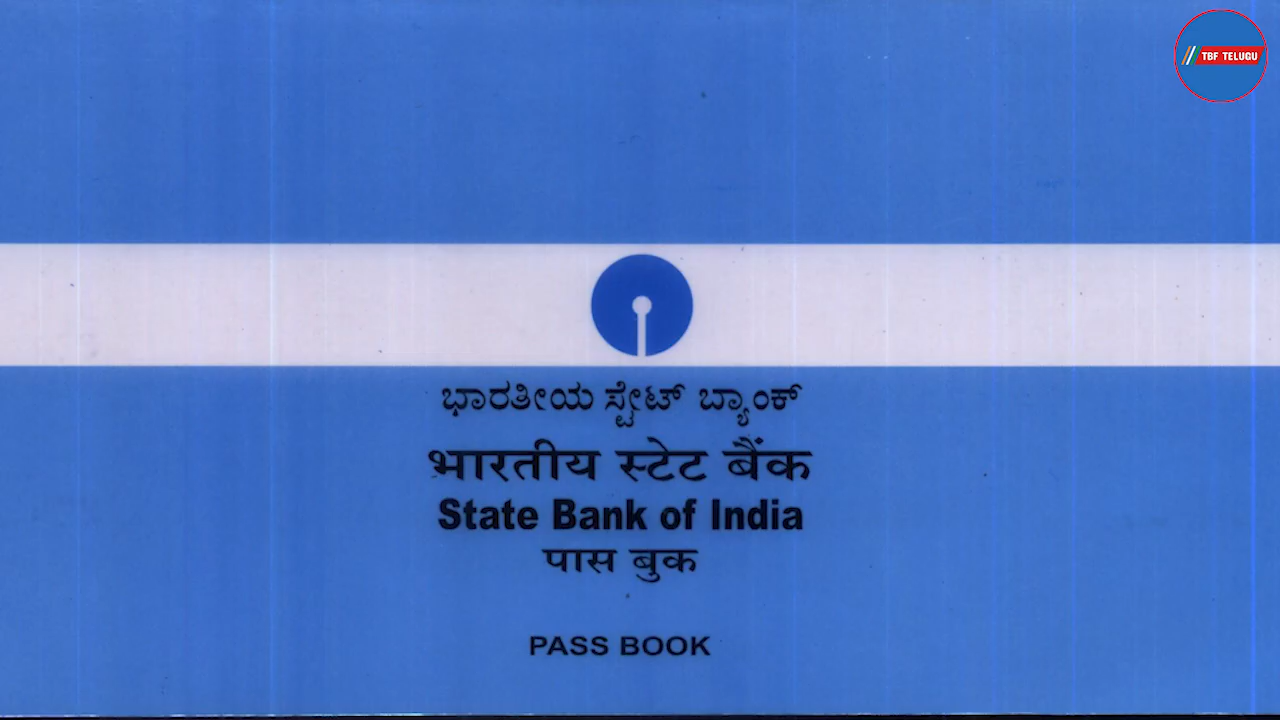 TBF TELUGU
ಭಾರತೀಯ ಸ್ಟೇಟ್ ಬ್ಯಾಂಕ್
भारतीय स्टेट बैंक
State Bank of India
पास बुक
PASS BOOK